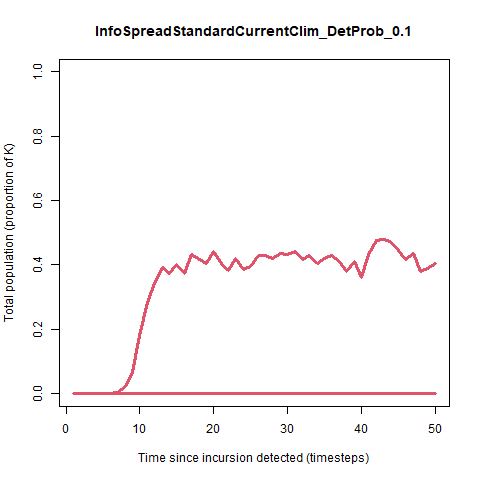 InfoSpreadStandardCurrentClim_DetProb_0.1
Total population (proportion of K)
1.0
0.8
0.6
0.4
0.2
0.0
0 10 20 30 40 50
Time since incursion detected (timesteps)